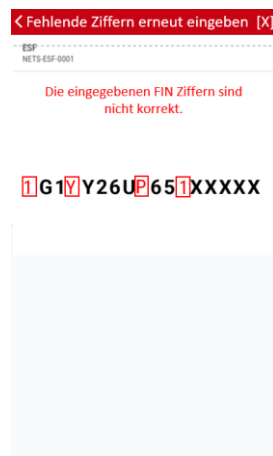 Fehlende Ziffern erneut eingeben [X]
ESF
NETS-ESF-0001
Die eingegebenen FIN Ziffern sind
nicht korrekt.
1G1YY26UP651XXXXX